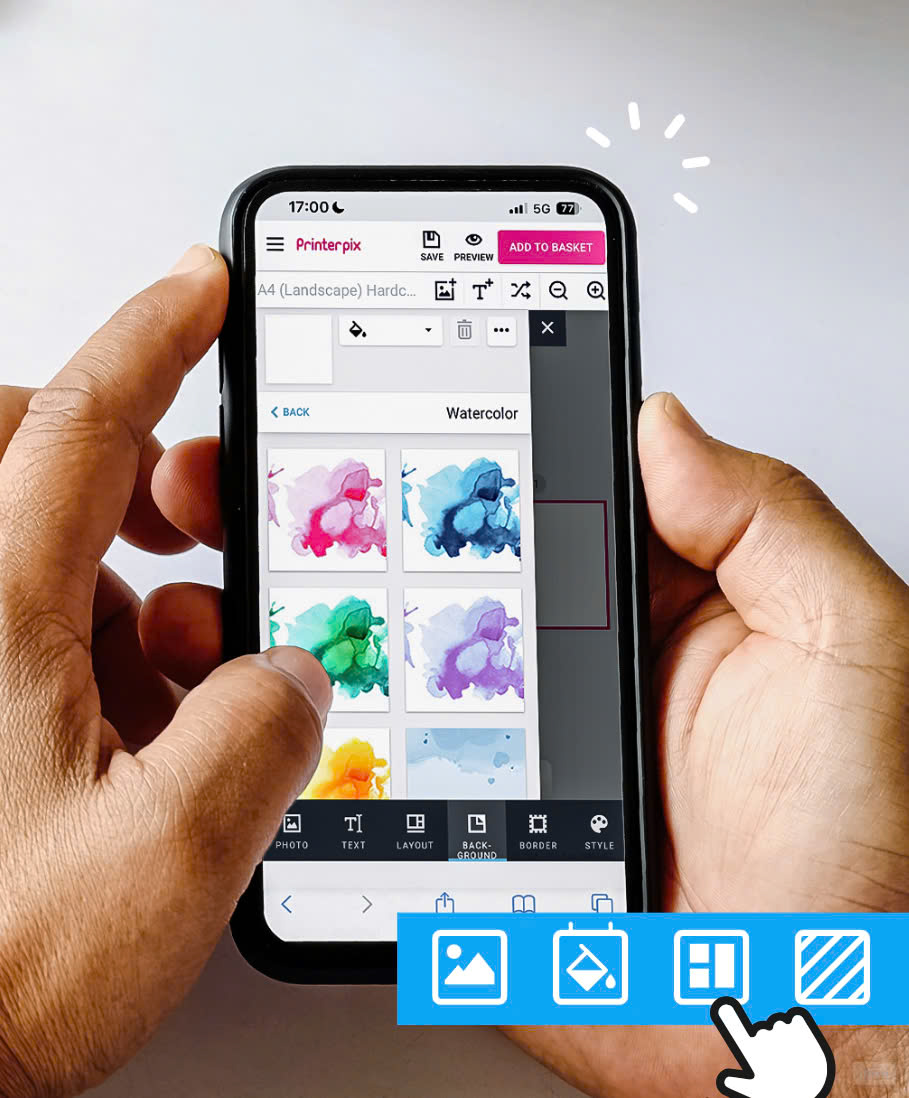 17:00
5G 77
Printerpix
SAVE
PREVIEW
ADD TO BASKET
A4 (Landscape) Hardc...
BACK
Watercolor
1
PHOTO
TEXT
LAYOUT
BACK-
GROUND
BORDER
STYLE